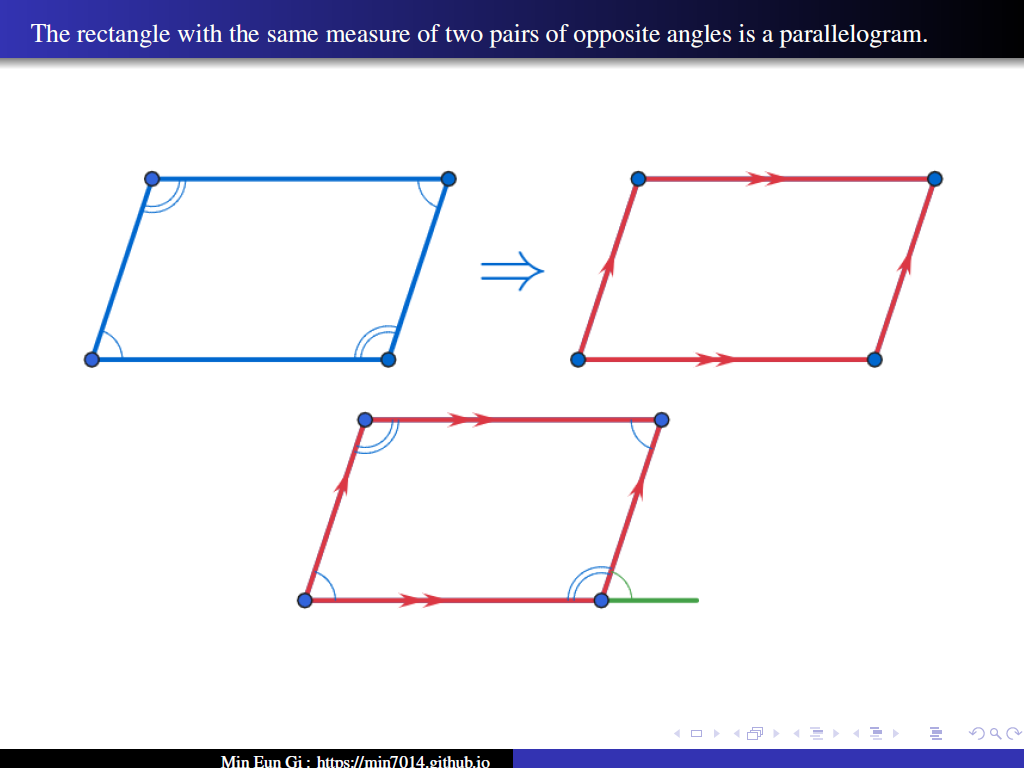 The rectangle with the same measure of two pairs of opposite angles is a parallelogram.
Min Eun Gi : https://min7014.github.io